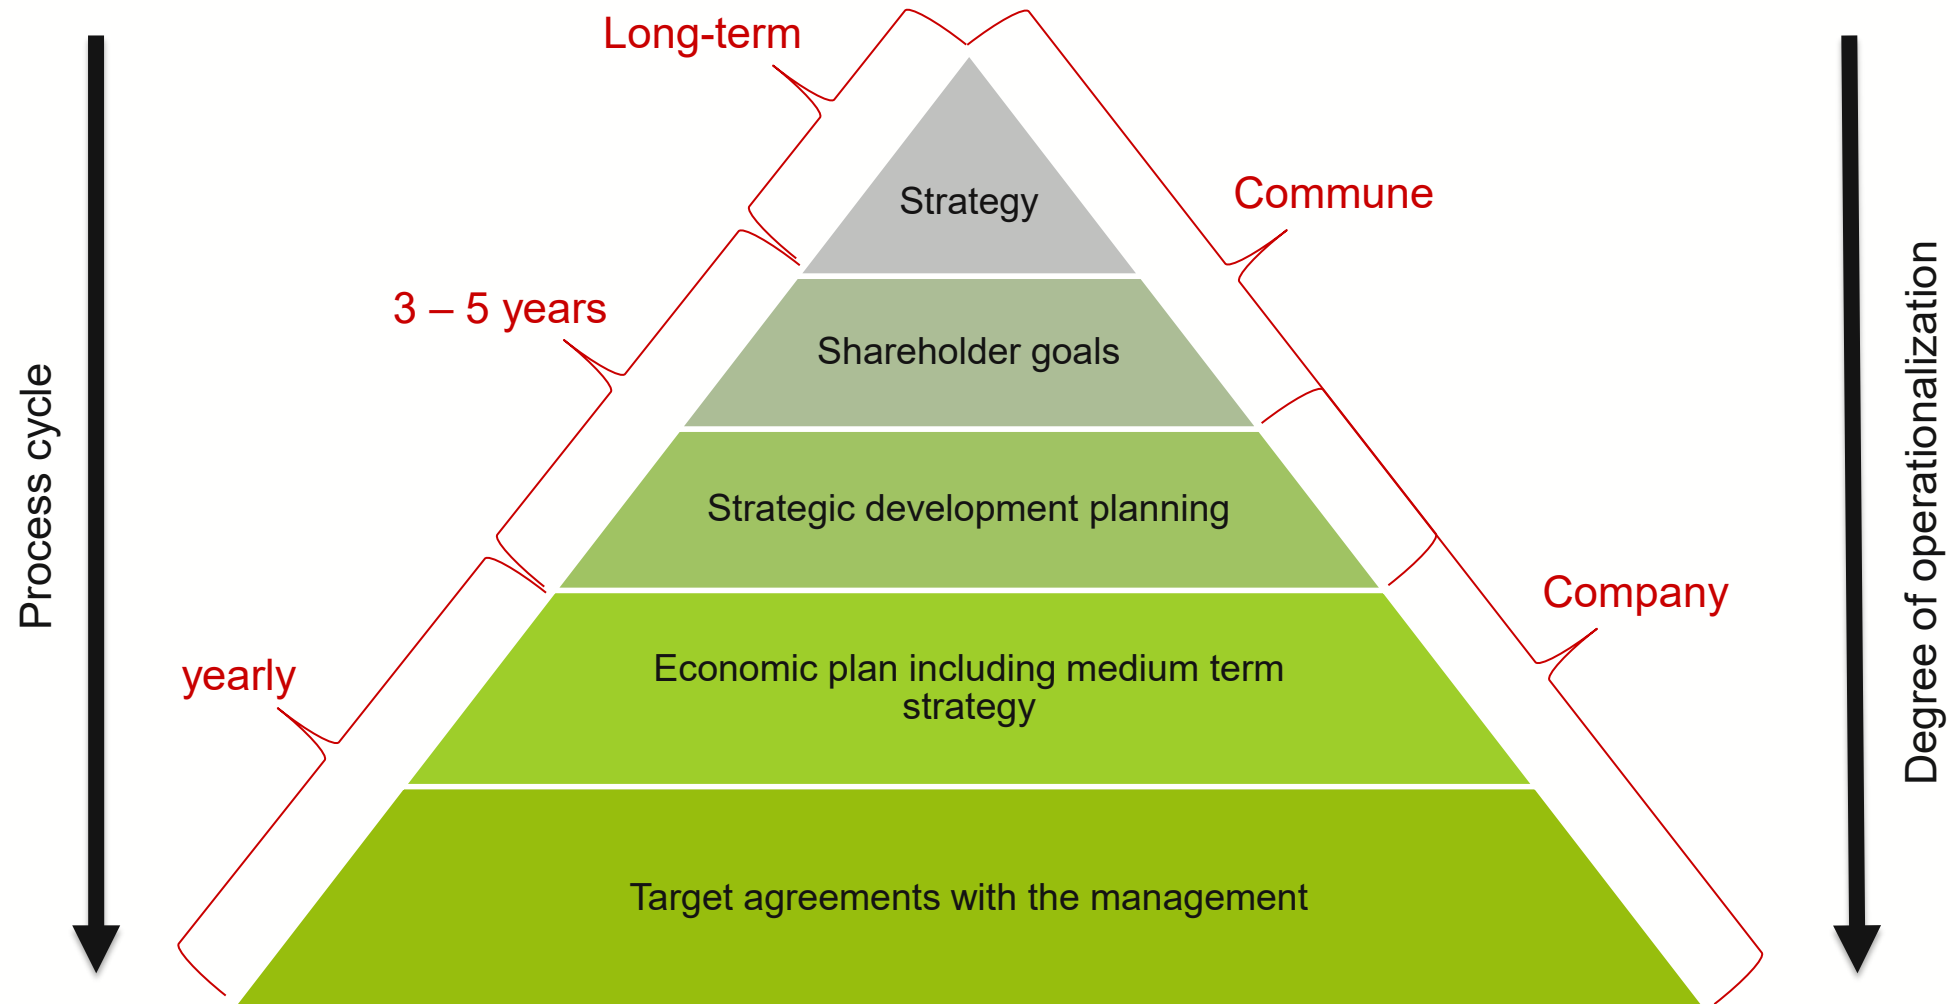 Long-term
Strategy
Commune
3 – 5 years
Shareholder goals
Process cycle
Degree of operationalization
Strategic development planning
Company
yearly
Economic plan including medium term
strategy
Target agreements with the management